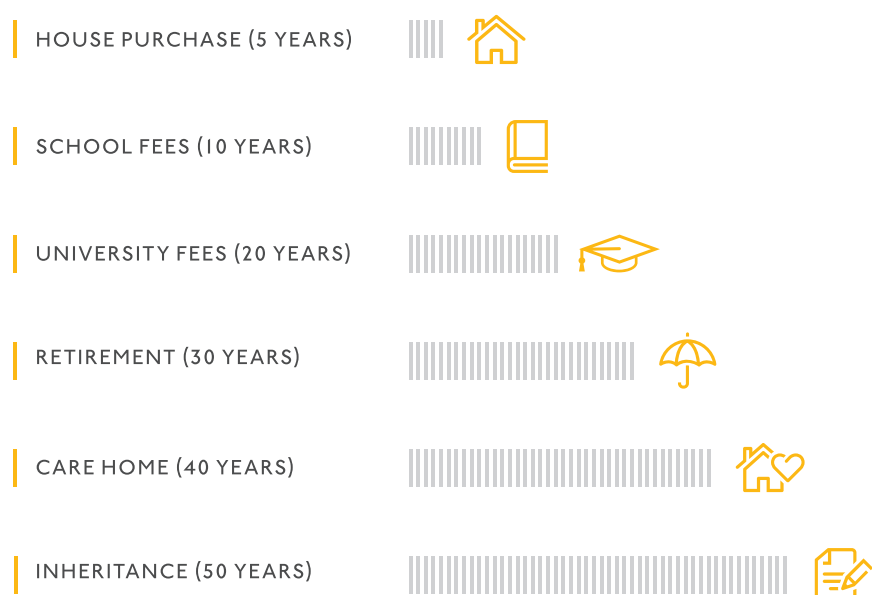 HOUSE PURCHASE (5 YEARS)
SCHOOL FEES (10 YEARS)
UNIVERSITY FEES (20 YEARS)
RETIREMENT (30 YEARS)
CARE HOME (40 YEARS)
INHERITANCE (50 YEARS)